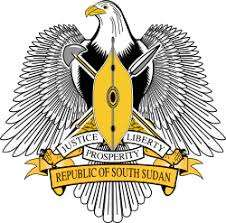 JUSTICE LIBERTY
PROSPERITY
REPUBLIC OF SOUTH SUDAN